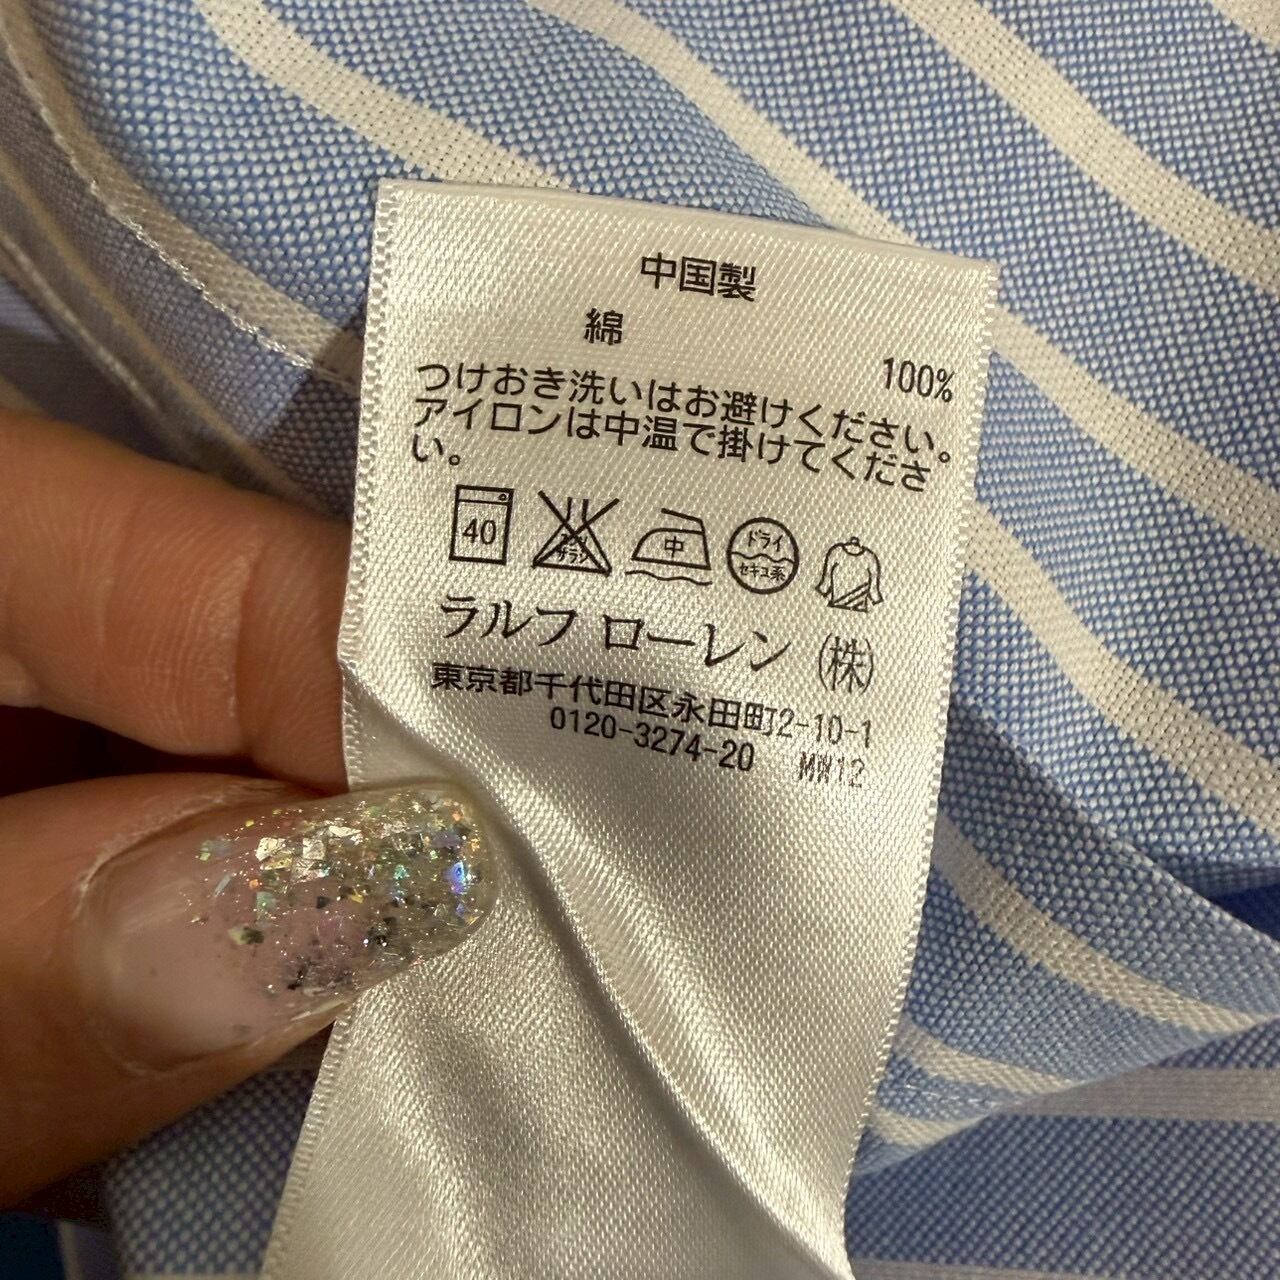 中国製
綿 100%
つけおき洗いはお避けください。
アイロンは中温で掛けてくださ
い。
40 サラシ 中 ドライ セキユ系
ラルフ ローレン (株)
東京都千代田区永田町2-10-1
0120-3274-20 MW12